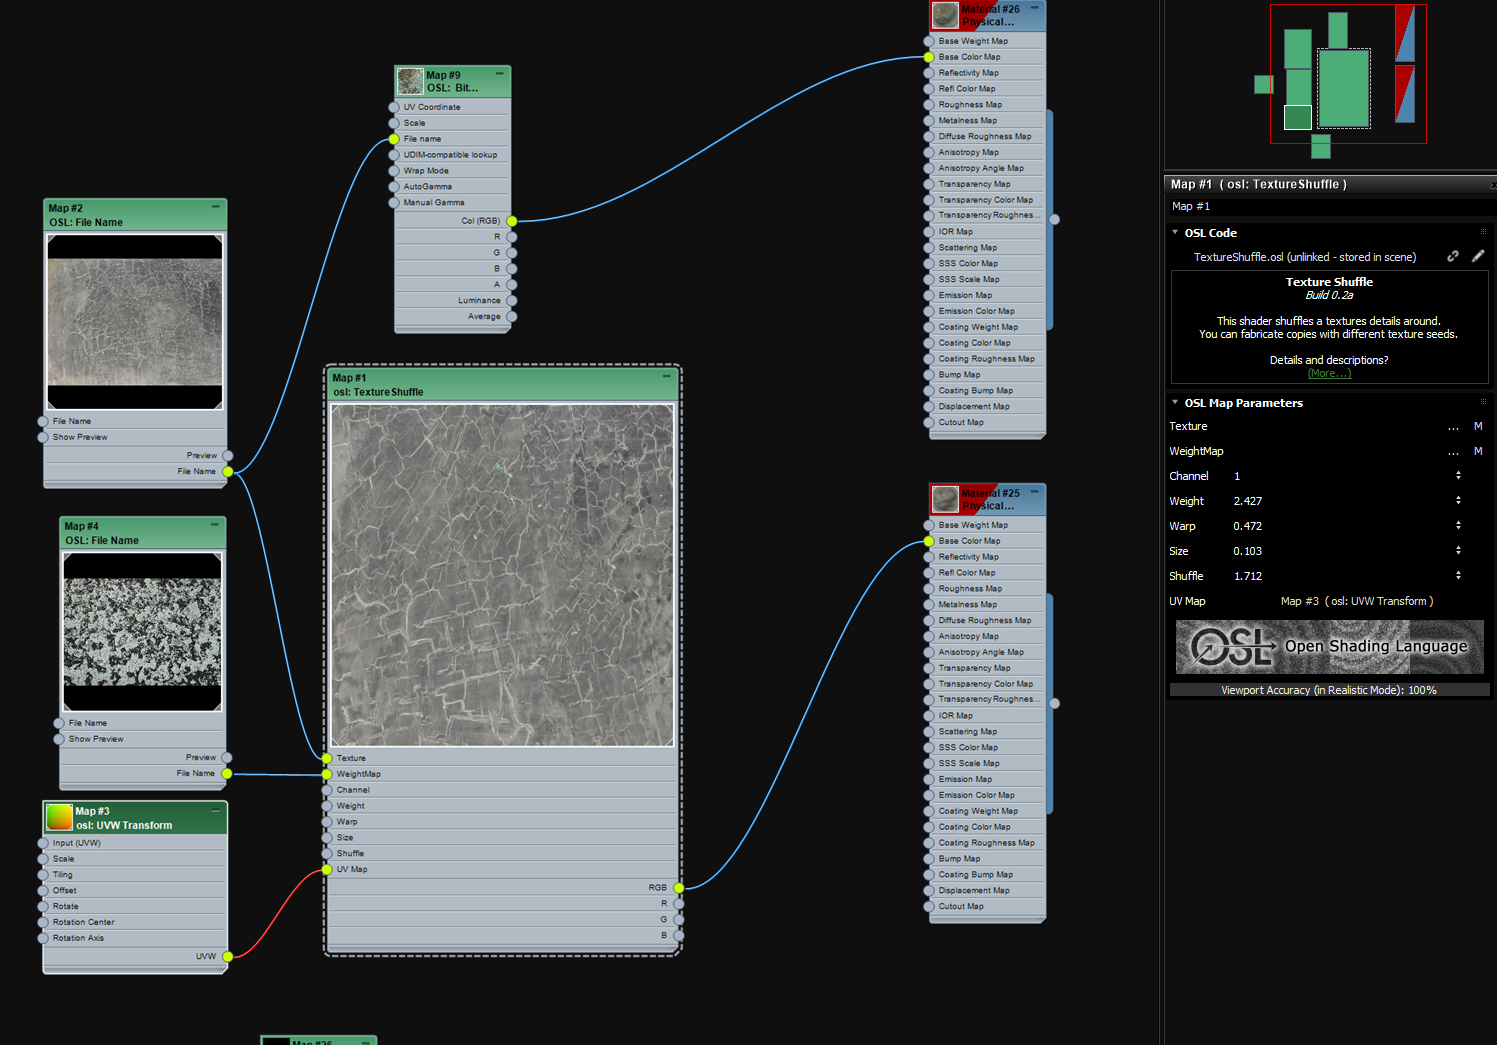 Map #2
OSL: File Name
File Name
Show Preview
Preview
File Name
Map #4
OSL: File Name
File Name
Show Preview
Preview
File Name
Map #3
osl: UVW Transform
Input (UVW)
Scale
Tiling
Offset
Rotate
Rotation Center
Rotation Axis
UVW
Map #9
OSL: Bit...
UV Coordinate
Scale
File name
UDIM-compatible lookup
Wrap Mode
AutoGamma
Manual Gamma
Col (RGB)
R
G
B
A
Luminance
Average
Map #1
osl: TextureShuffle
Texture
WeightMap
Channel
Weight
Warp
Size
Shuffle
UV Map
RGB
R
G
B
Map #26
Material #26
Physical...
Base Weight Map
Base Color Map
Reflectivity Map
Refl Color Map
Roughness Map
Metalness Map
Diffuse Roughness Map
Anisotropy Map
Anisotropy Angle Map
Transparency Map
Transparency Color Map
Transparency Roughnes...
IOR Map
Scattering Map
SSS Color Map
SSS Scale Map
Emission Map
Emission Color Map
Coating Weight Map
Coating Color Map
Coating Roughness Map
Bump Map
Coating Bump Map
Displacement Map
Cutout Map
Material #25
Physical...
Base Weight Map
Base Color Map
Reflectivity Map
Refl Color Map
Roughness Map
Metalness Map
Diffuse Roughness Map
Anisotropy Map
Anisotropy Angle Map
Transparency Map
Transparency Color Map
Transparency Roughnes...
IOR Map
Scattering Map
SSS Color Map
SSS Scale Map
Emission Map
Emission Color Map
Coating Weight Map
Coating Color Map
Coating Roughness Map
Bump Map
Coating Bump Map
Displacement Map
Cutout Map
Map #1 ( osl: TextureShuffle )
Map #1
OSL Code
TextureShuffle.osl (unlinked - stored in scene)
Texture Shuffle
Build 0.2a
This shader shuffles a textures details around.
You can fabricate copies with different texture seeds.
Details and descriptions?
(More...)
OSL Map Parameters
Texture ... M
WeightMap ... M
Channel 1
Weight 2.427
Warp 0.472
Size 0.103
Shuffle 1.712
UV Map Map #3 ( osl: UVW Transform )
OSL Open Shading Language
Viewport Accuracy (in Realistic Mode): 100%